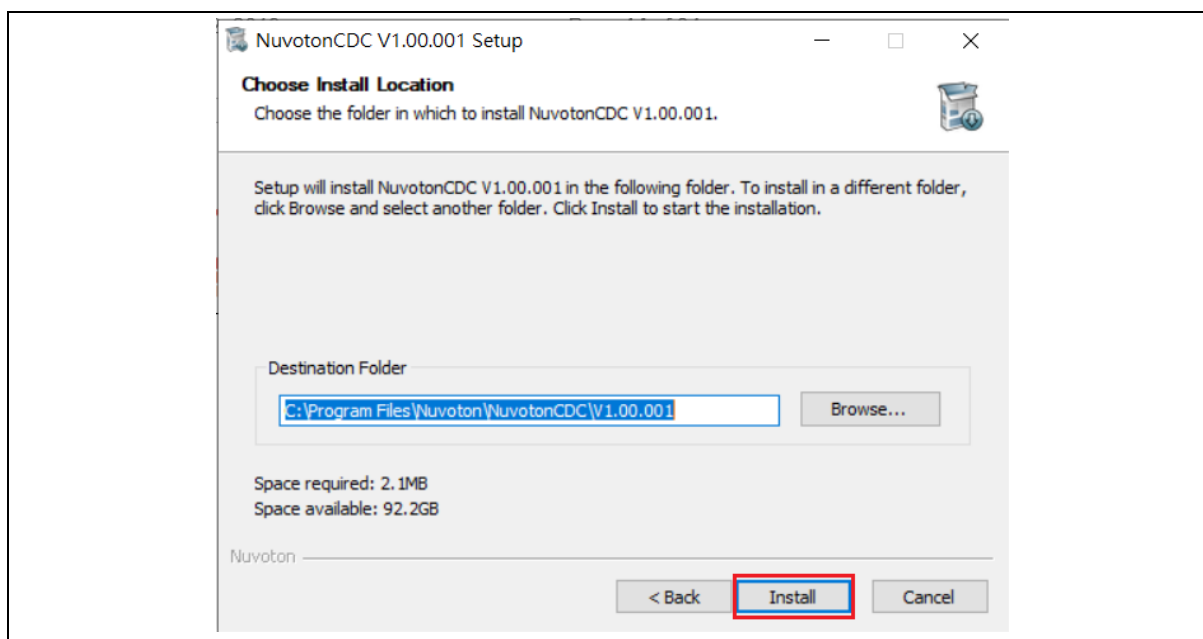 NuvotonCDC V1.00.001 Setup
Choose Install Location
Choose the folder in which to install NuvotonCDC V1.00.001.
Setup will install NuvotonCDC V1.00.001 in the following folder. To install in a different folder,
click Browse and select another folder. Click Install to start the installation.
Destination Folder
C:\Program Files\Nuvoton\NuvotonCDC\V1.00.001
Browse...
Space required: 2.1MB
Space available: 92.2GB
Nuvoton
< Back
Install
Cancel